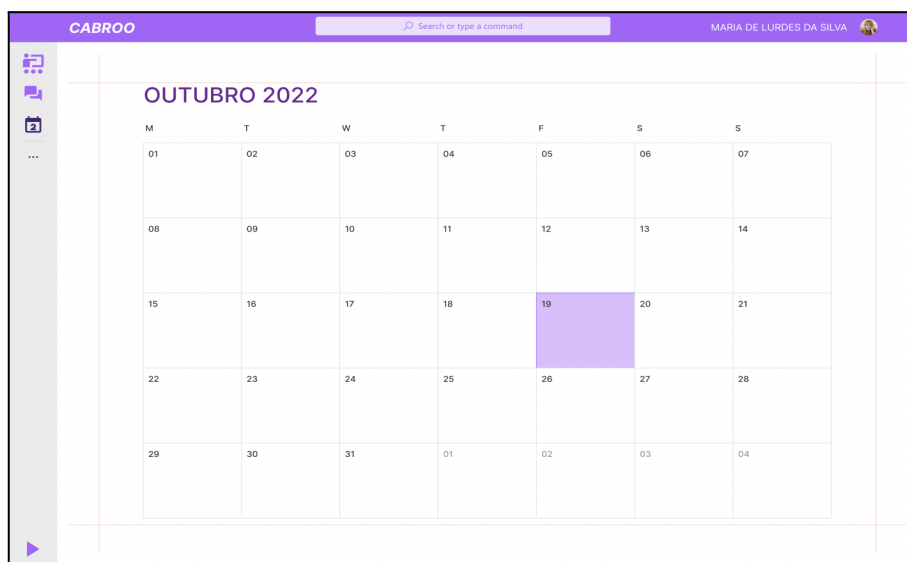 CABROO
Search or type a command
MARIA DE LURDES DA SILVA
2
OUTUBRO 2022
M T W T F S S
01 02 03 04 05 06 07
08 09 10 11 12 13 14
15 16 17 18 19 20 21
22 23 24 25 26 27 28
29 30 31 01 02 03 04